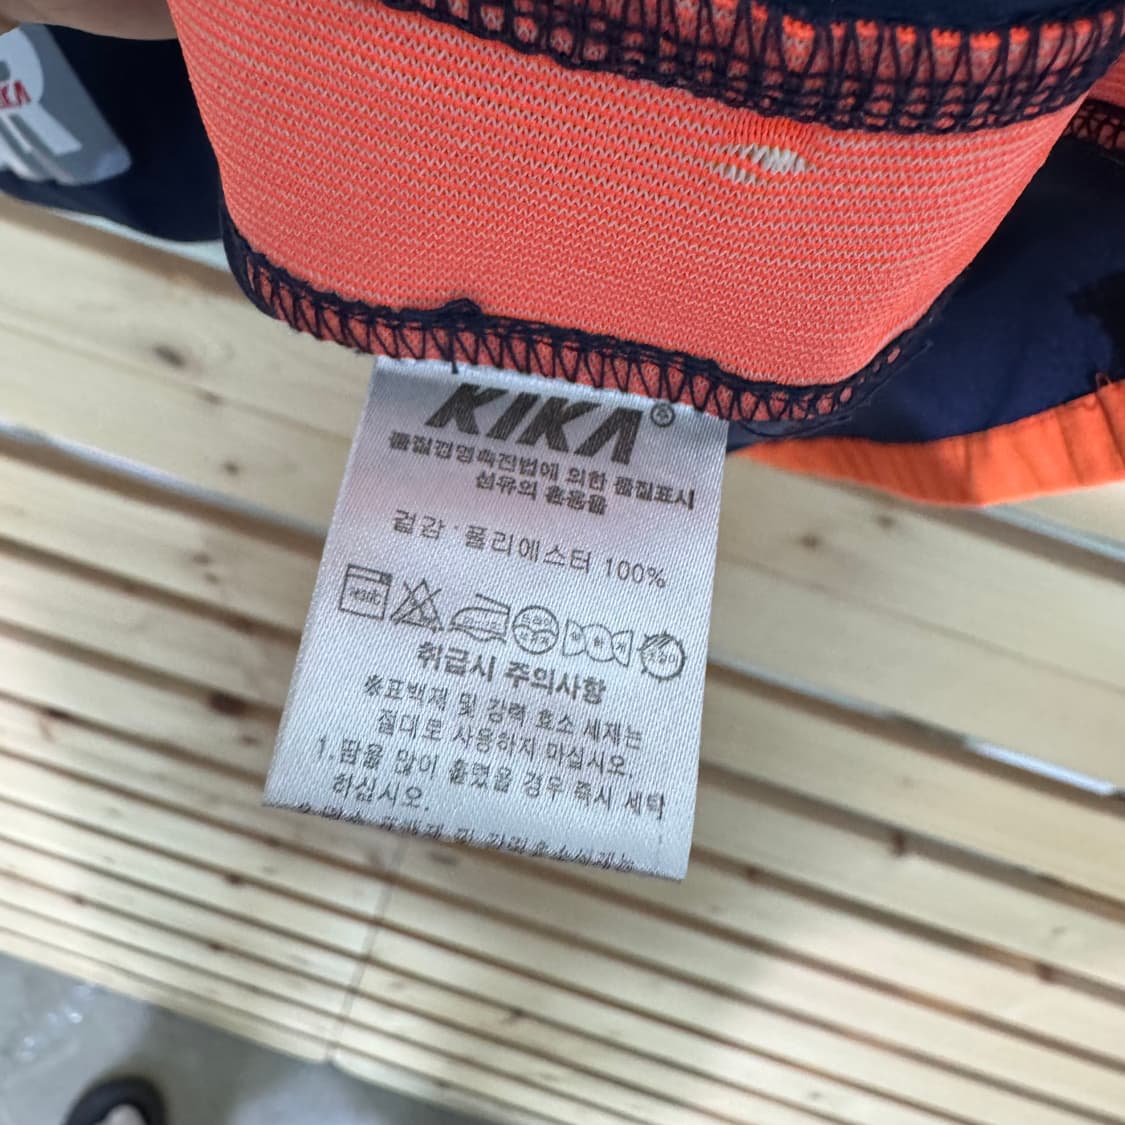 KIKA®
품질경영촉진법에 의한 품질표시
섬유의 혼용율
겉감 : 폴리에스터 100%
취급시 주의사항
※표백제 및 강력 효소 세제는
절대로 사용하지 마십시오.
1.땀을 많이 흘렸을 경우 즉시 세탁
하십시오.